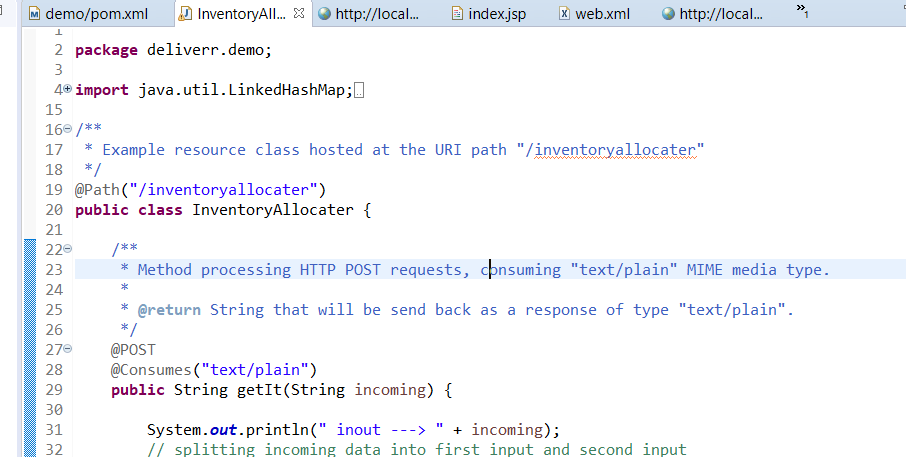 demo/pom.xml InventoryAll... http://local... index.jsp web.xml http://local... »1
1
2 package deliverr.demo;
3
4 import java.util.LinkedHashMap;
15
16 /**
17 * Example resource class hosted at the URI path "/inventoryallocater"
18 */
19 @Path("/inventoryallocater")
20 public class InventoryAllocater {
21
22 /**
23 * Method processing HTTP POST requests, consuming "text/plain" MIME media type.
24 *
25 * @return String that will be send back as a response of type "text/plain".
26 */
27 @POST
28 @Consumes("text/plain")
29 public String getIt(String incoming) {
30
31 System.out.println(" inout ---> " + incoming);
32 // splitting incoming data into first input and second input